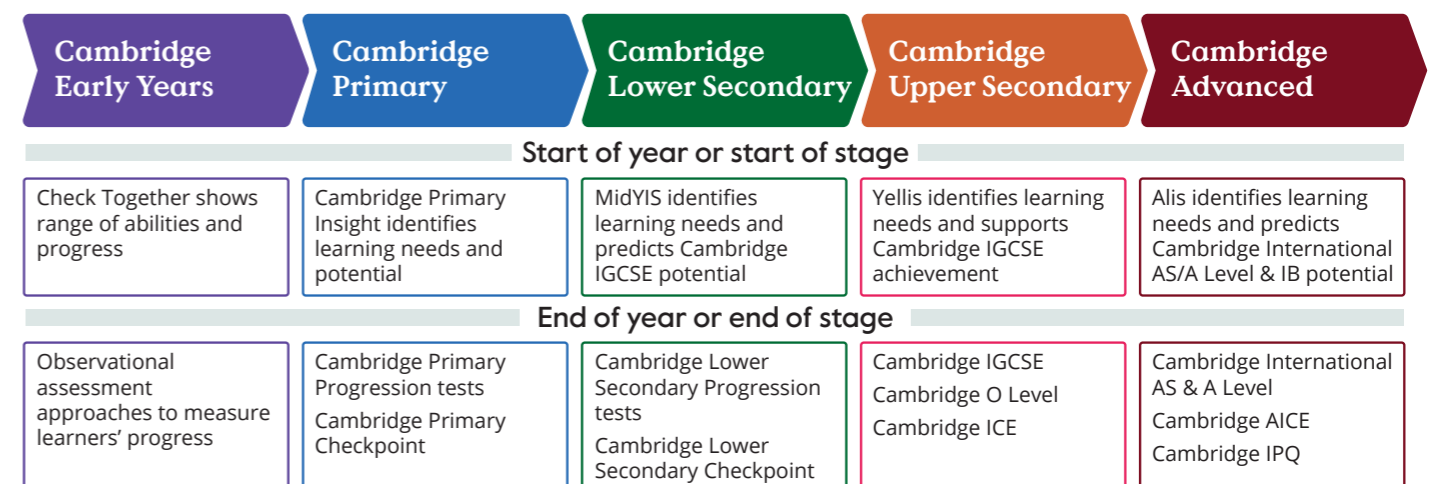 Cambridge
Early Years
Cambridge
Primary
Cambridge
Lower Secondary
Cambridge
Upper Secondary
Cambridge
Advanced
Start of year or start of stage
Check Together shows
range of abilities and
progress
Cambridge Primary
Insight identifies
learning needs and
potential
MidYIS identifies
learning needs and
predicts Cambridge
IGCSE potential
Yellis identifies learning
needs and supports
Cambridge IGCSE
achievement
Alis identifies learning
needs and predicts
Cambridge International
AS/A Level & IB potential
End of year or end of stage
Observational
assessment
approaches to measure
learners’ progress
Cambridge Primary
Progression tests
Cambridge Primary
Checkpoint
Cambridge Lower
Secondary Progression
tests
Cambridge Lower
Secondary Checkpoint
Cambridge IGCSE
Cambridge O Level
Cambridge ICE
Cambridge International
AS & A Level
Cambridge AICE
Cambridge IPQ